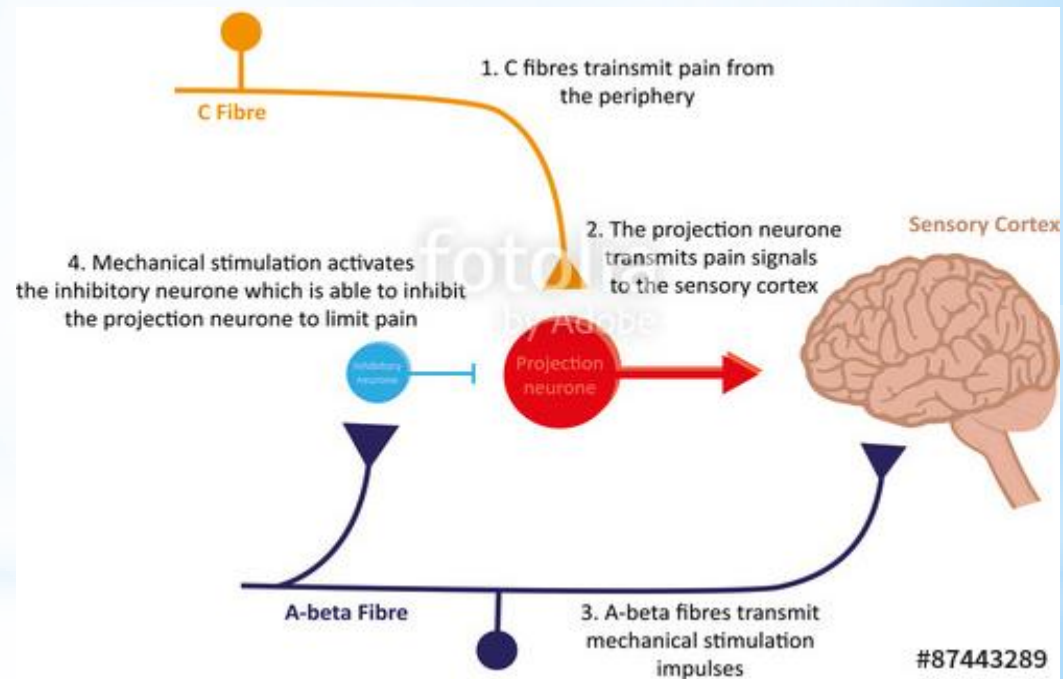 1. C fibres trainsmit pain from
the periphery
C Fibre
2. The projection neurone
transmits pain signals
to the sensory cortex
Sensory Cortex
4. Mechanical stimulation activates
the inhibitory neurone which is able to inhibit
the projection neurone to limit pain
fotolia
by Adobe
Inhibitory
neurone
Projection
neurone
A-beta Fibre
3. A-beta fibres transmit
mechanical stimulation
impulses
#87443289